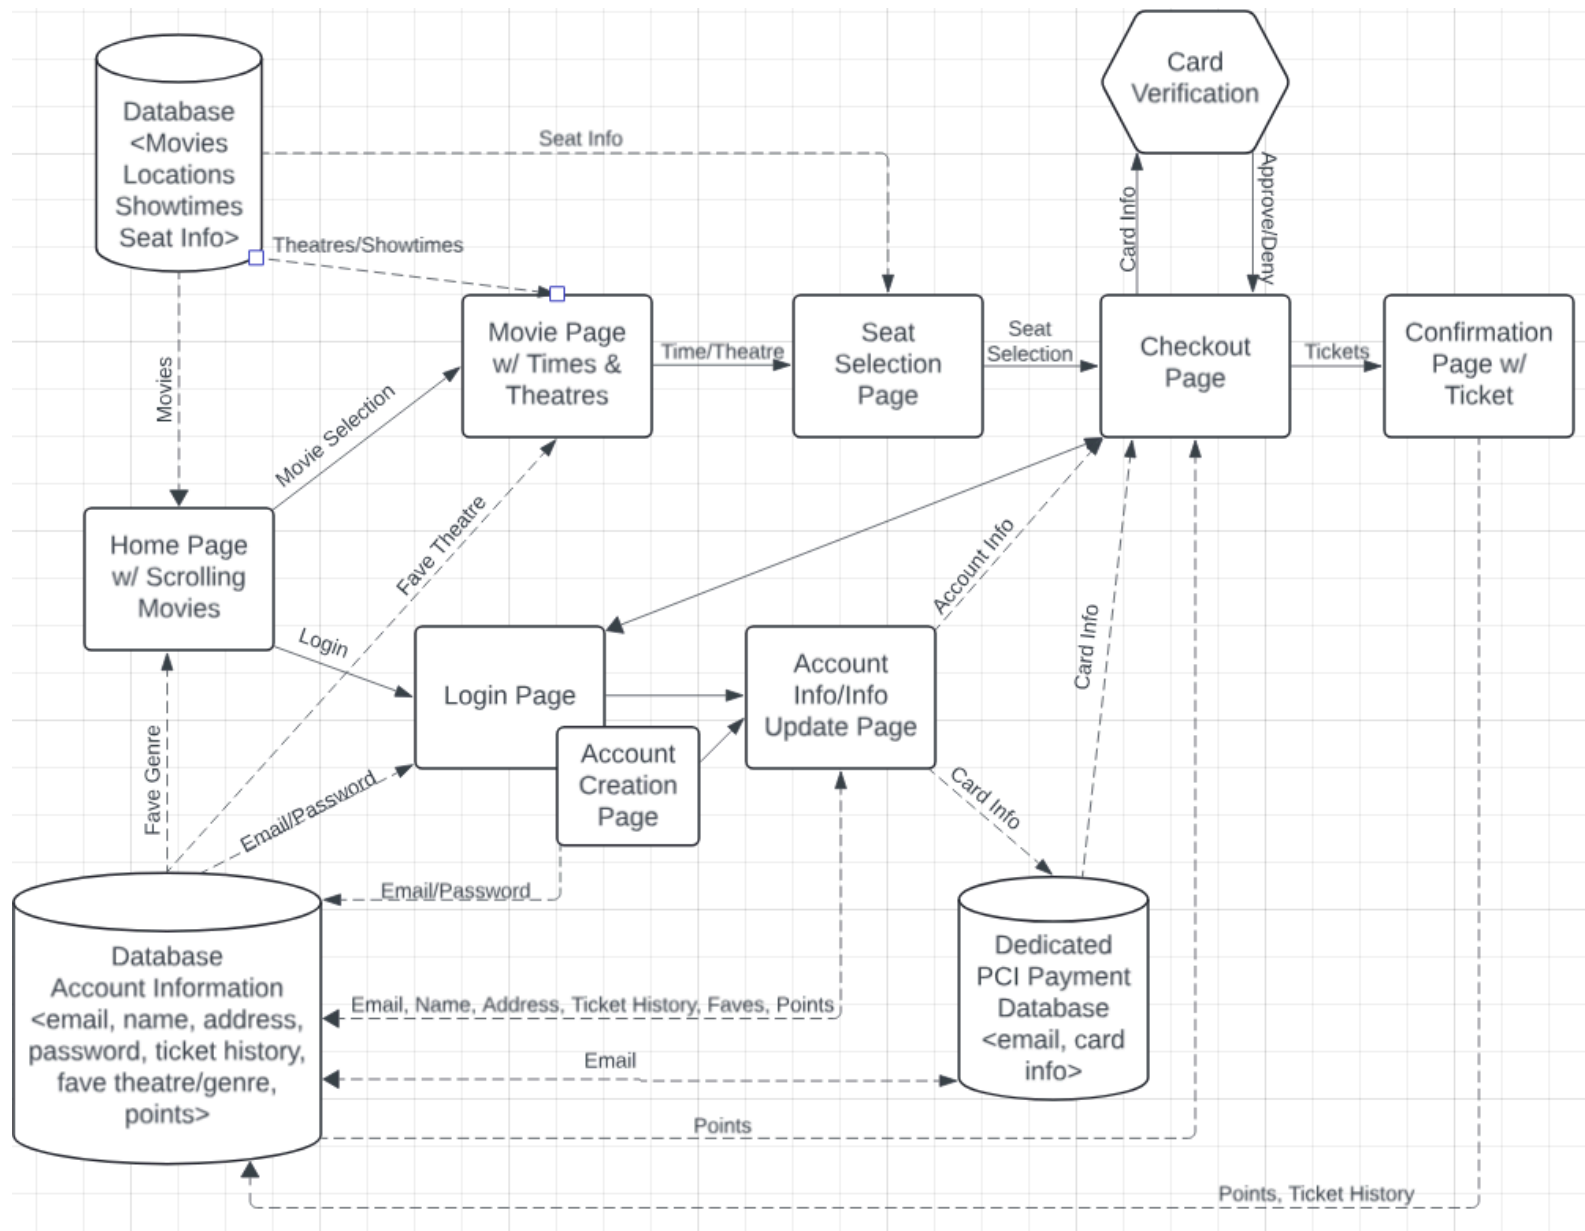 Card
Verification
Database
<Movies
Locations
Showtimes
Seat Info>
Seat Info
Approve/Deny
Card Info
Theatres/Showtimes
Movie Page
w/ Times &
Theatres
Time/Theatre
Seat
Selection
Page
Seat
Selection
Checkout
Page
Tickets
Confirmation
Page w/
Ticket
Movies
Movie Selection
Home Page
w/ Scrolling
Movies
Fave Theatre
Account Info
Card Info
Login
Login Page
Account
Info/Info
Update Page
Account
Creation
Page
Fave Genre
Email/Password
Card Info
Email/Password
Database
Account Information
<email, name, address,
password, ticket history,
fave theatre/genre,
points>
Email, Name, Address, Ticket History, Faves, Points
Dedicated
PCI Payment
Database
<email, card
info>
Email
Points
Points, Ticket History